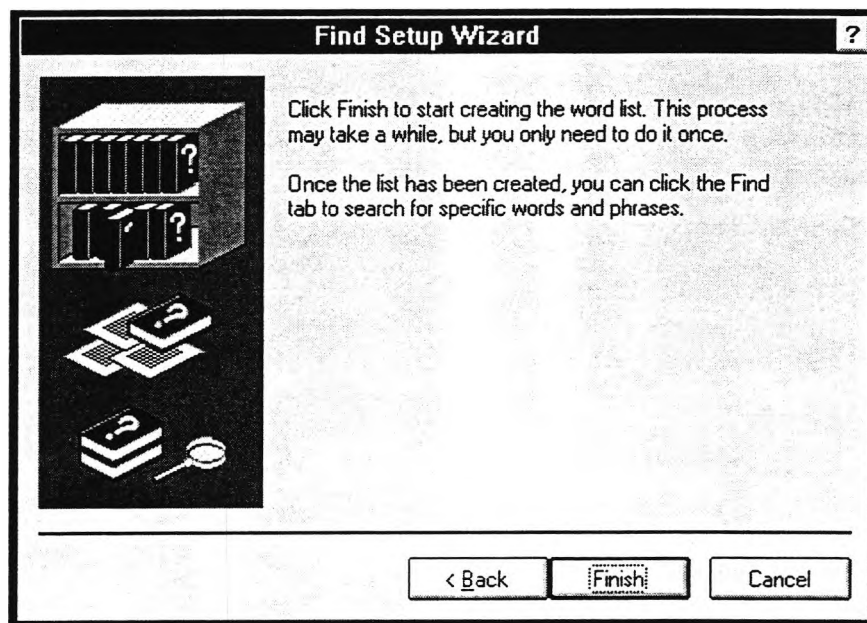 Find Setup Wizard ?
Click Finish to start creating the word list. This process
may take a while, but you only need to do it once.
Once the list has been created, you can click the Find
tab to search for specific words and phrases.
? ? ? ?
< Back Finish Cancel